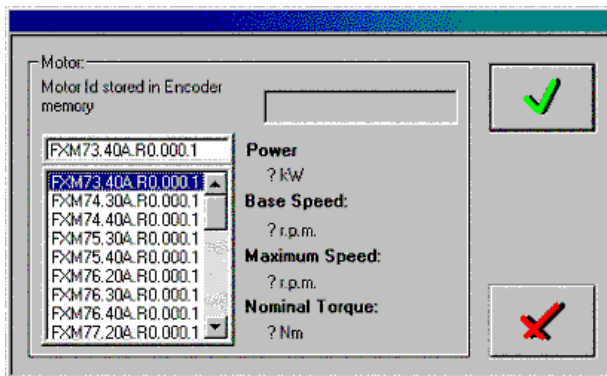 Motor:
Motor Id stored in Encoder
memory
FXM73.40A.R0.000.1
FXM73.40A.R0.000.1
FXM74.30A.R0.000.1
FXM74.40A.R0.000.1
FXM75.30A.R0.000.1
FXM75.40A.R0.000.1
FXM76.20A.R0.000.1
FXM76.30A.R0.000.1
FXM76.40A.R0.000.1
FXM77.20A.R0.000.1
Power
? kW
Base Speed:
? r.p.m.
Maximum Speed:
? r.p.m.
Nominal Torque:
? Nm